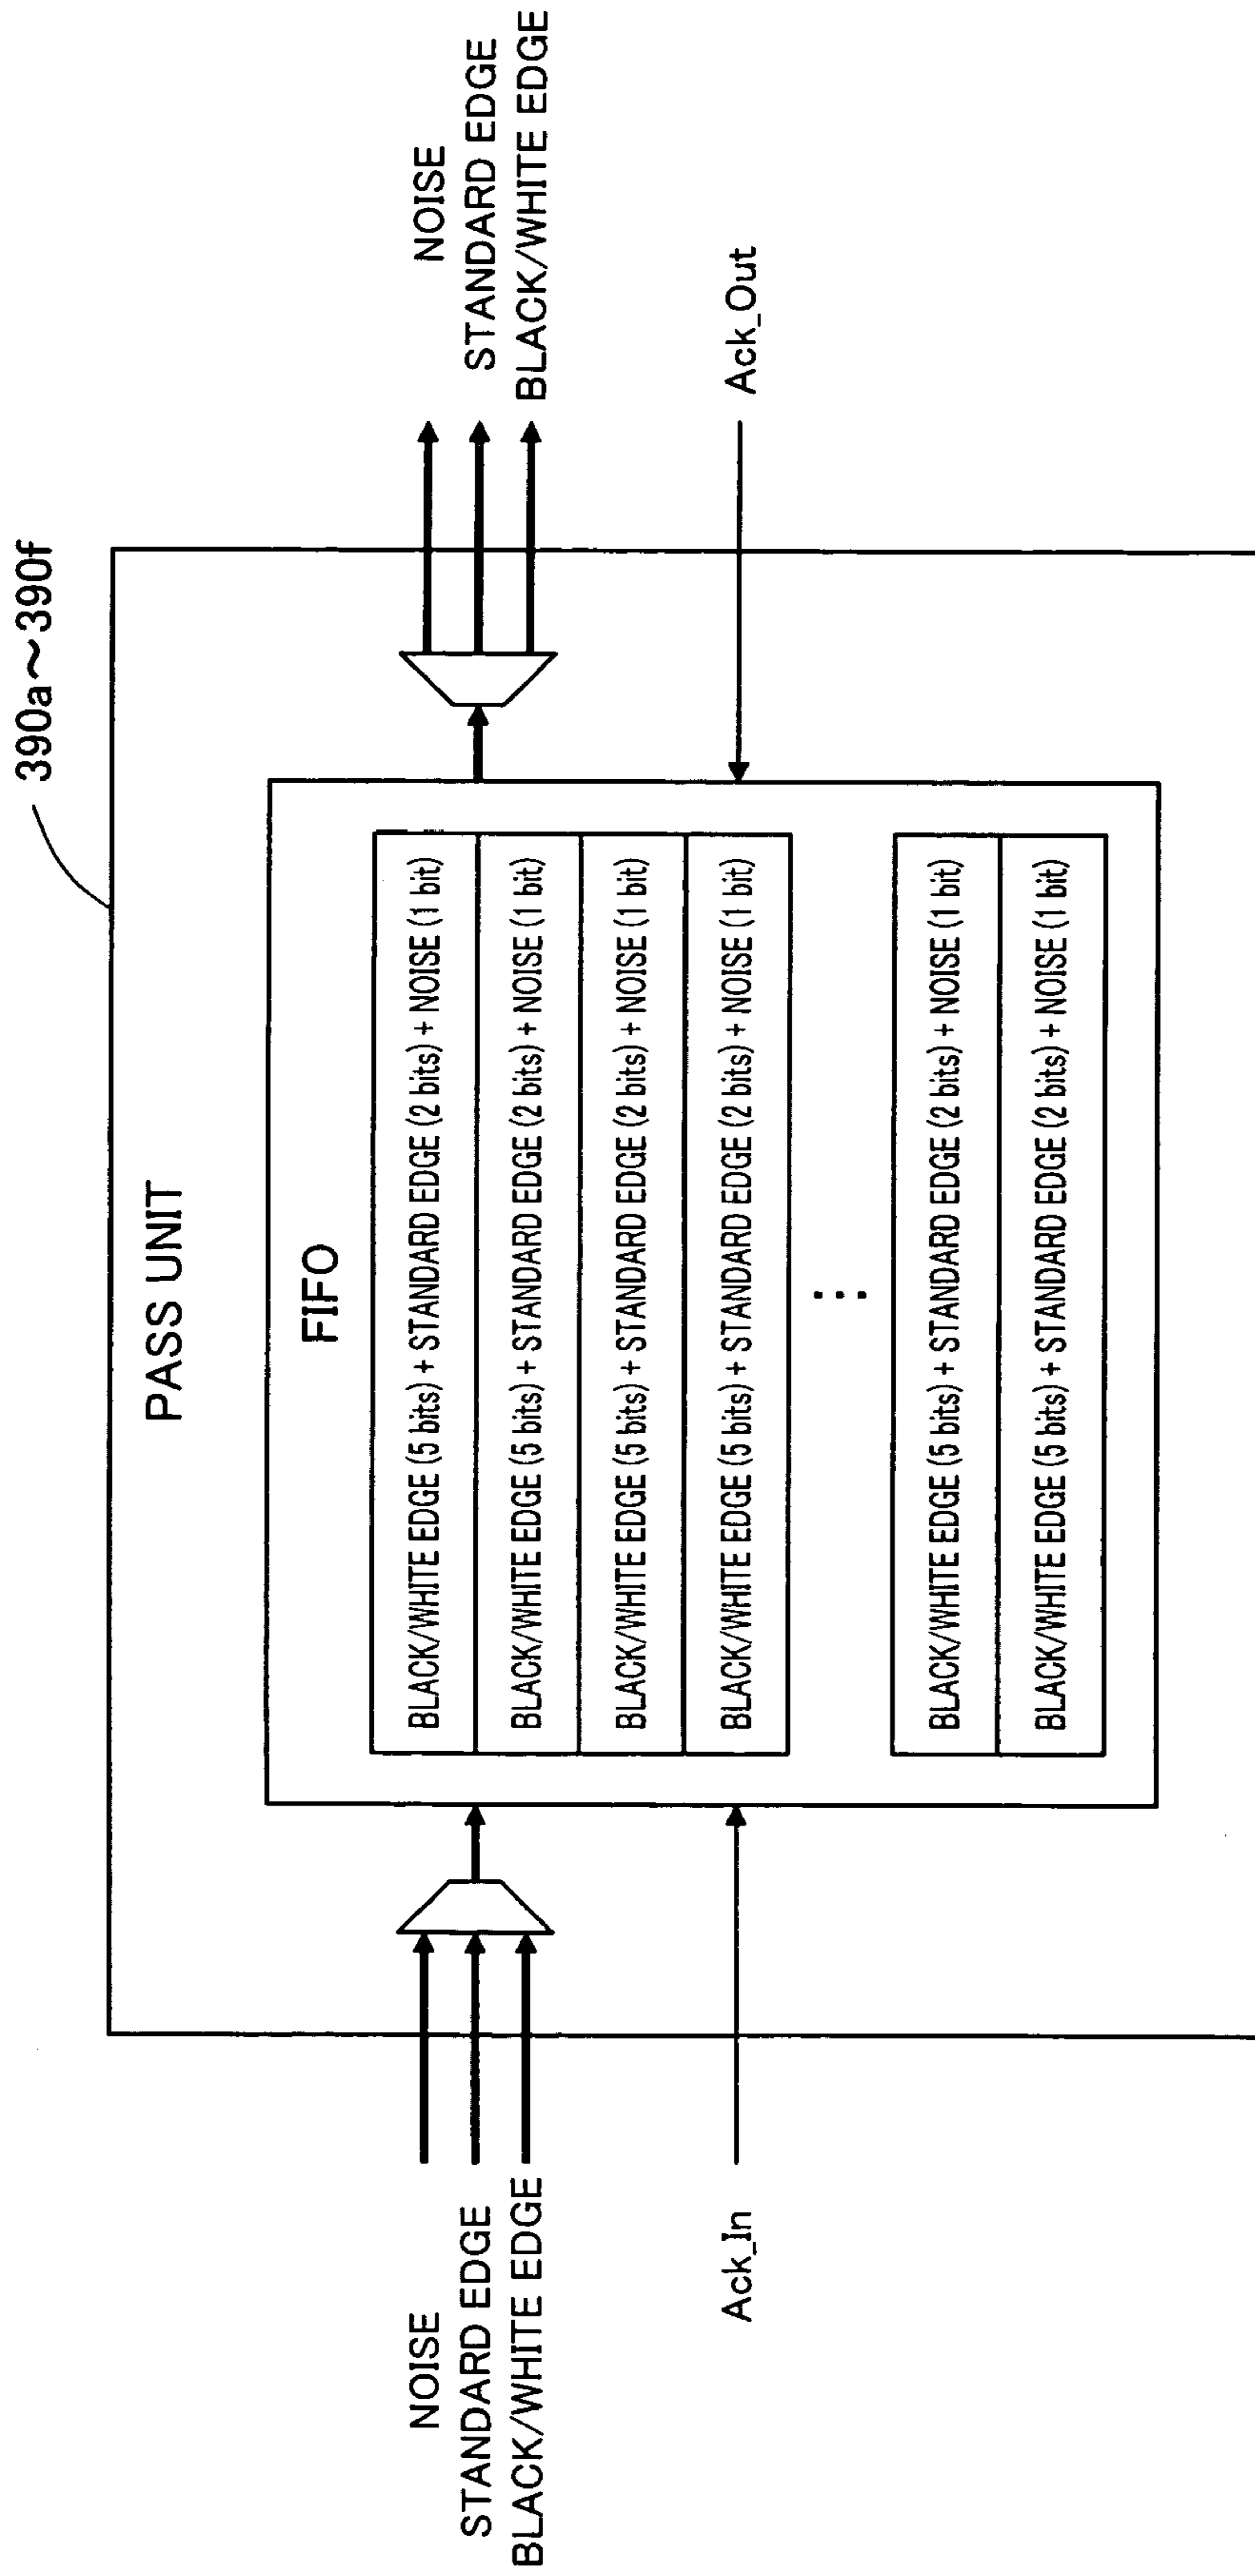 390a～390f
PASS UNIT
FIFO
NOISE
STANDARD EDGE
BLACK/WHITE EDGE
Ack_In
BLACK/WHITE EDGE (5 bits) + STANDARD EDGE (2 bits) + NOISE (1 bit)
BLACK/WHITE EDGE (5 bits) + STANDARD EDGE (2 bits) + NOISE (1 bit)
BLACK/WHITE EDGE (5 bits) + STANDARD EDGE (2 bits) + NOISE (1 bit)
BLACK/WHITE EDGE (5 bits) + STANDARD EDGE (2 bits) + NOISE (1 bit)
...
BLACK/WHITE EDGE (5 bits) + STANDARD EDGE (2 bits) + NOISE (1 bit)
BLACK/WHITE EDGE (5 bits) + STANDARD EDGE (2 bits) + NOISE (1 bit)
NOISE
STANDARD EDGE
BLACK/WHITE EDGE
Ack_Out